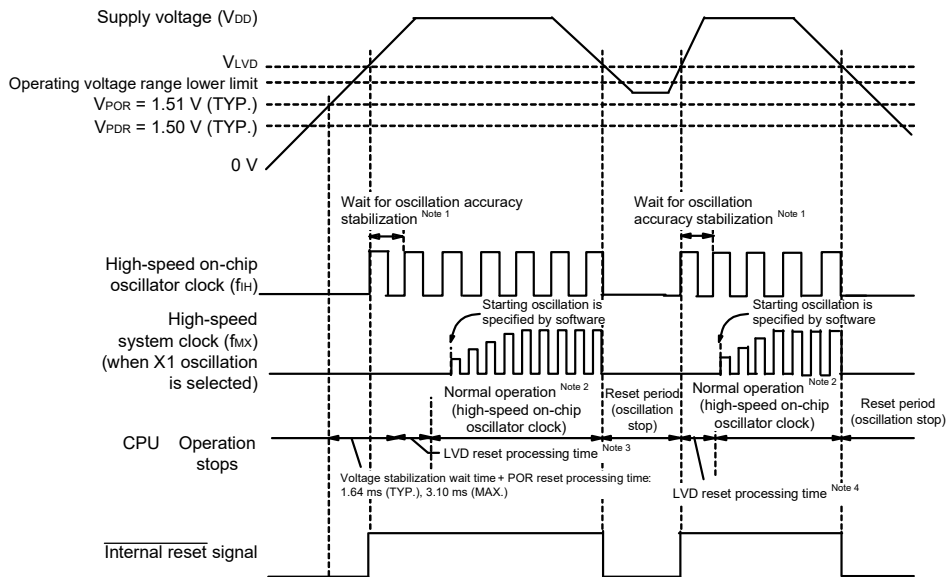 Supply voltage (VDD)
VLVD
Operating voltage range lower limit
VPOR = 1.51 V (TYP.)
VPDR = 1.50 V (TYP.)
0 V
Wait for oscillation accuracy
stabilization Note 1
Wait for oscillation
accuracy stabilization Note 1
High-speed on-chip
oscillator clock (fIH)
Starting oscillation is
specified by software
Starting oscillation is
specified by software
High-speed
system clock (fMX)
(when X1 oscillation
is selected)
Normal operation Note 2
(high-speed on-chip
oscillator clock)
Reset period
(oscillation
stop)
Normal operation Note 2
(high-speed on-chip
oscillator clock)
Reset period
(oscillation stop)
CPU Operation
stops
LVD reset processing time Note 3
Voltage stabilization wait time + POR reset processing time:
1.64 ms (TYP.), 3.10 ms (MAX.)
LVD reset processing time Note 4
Internal reset signal